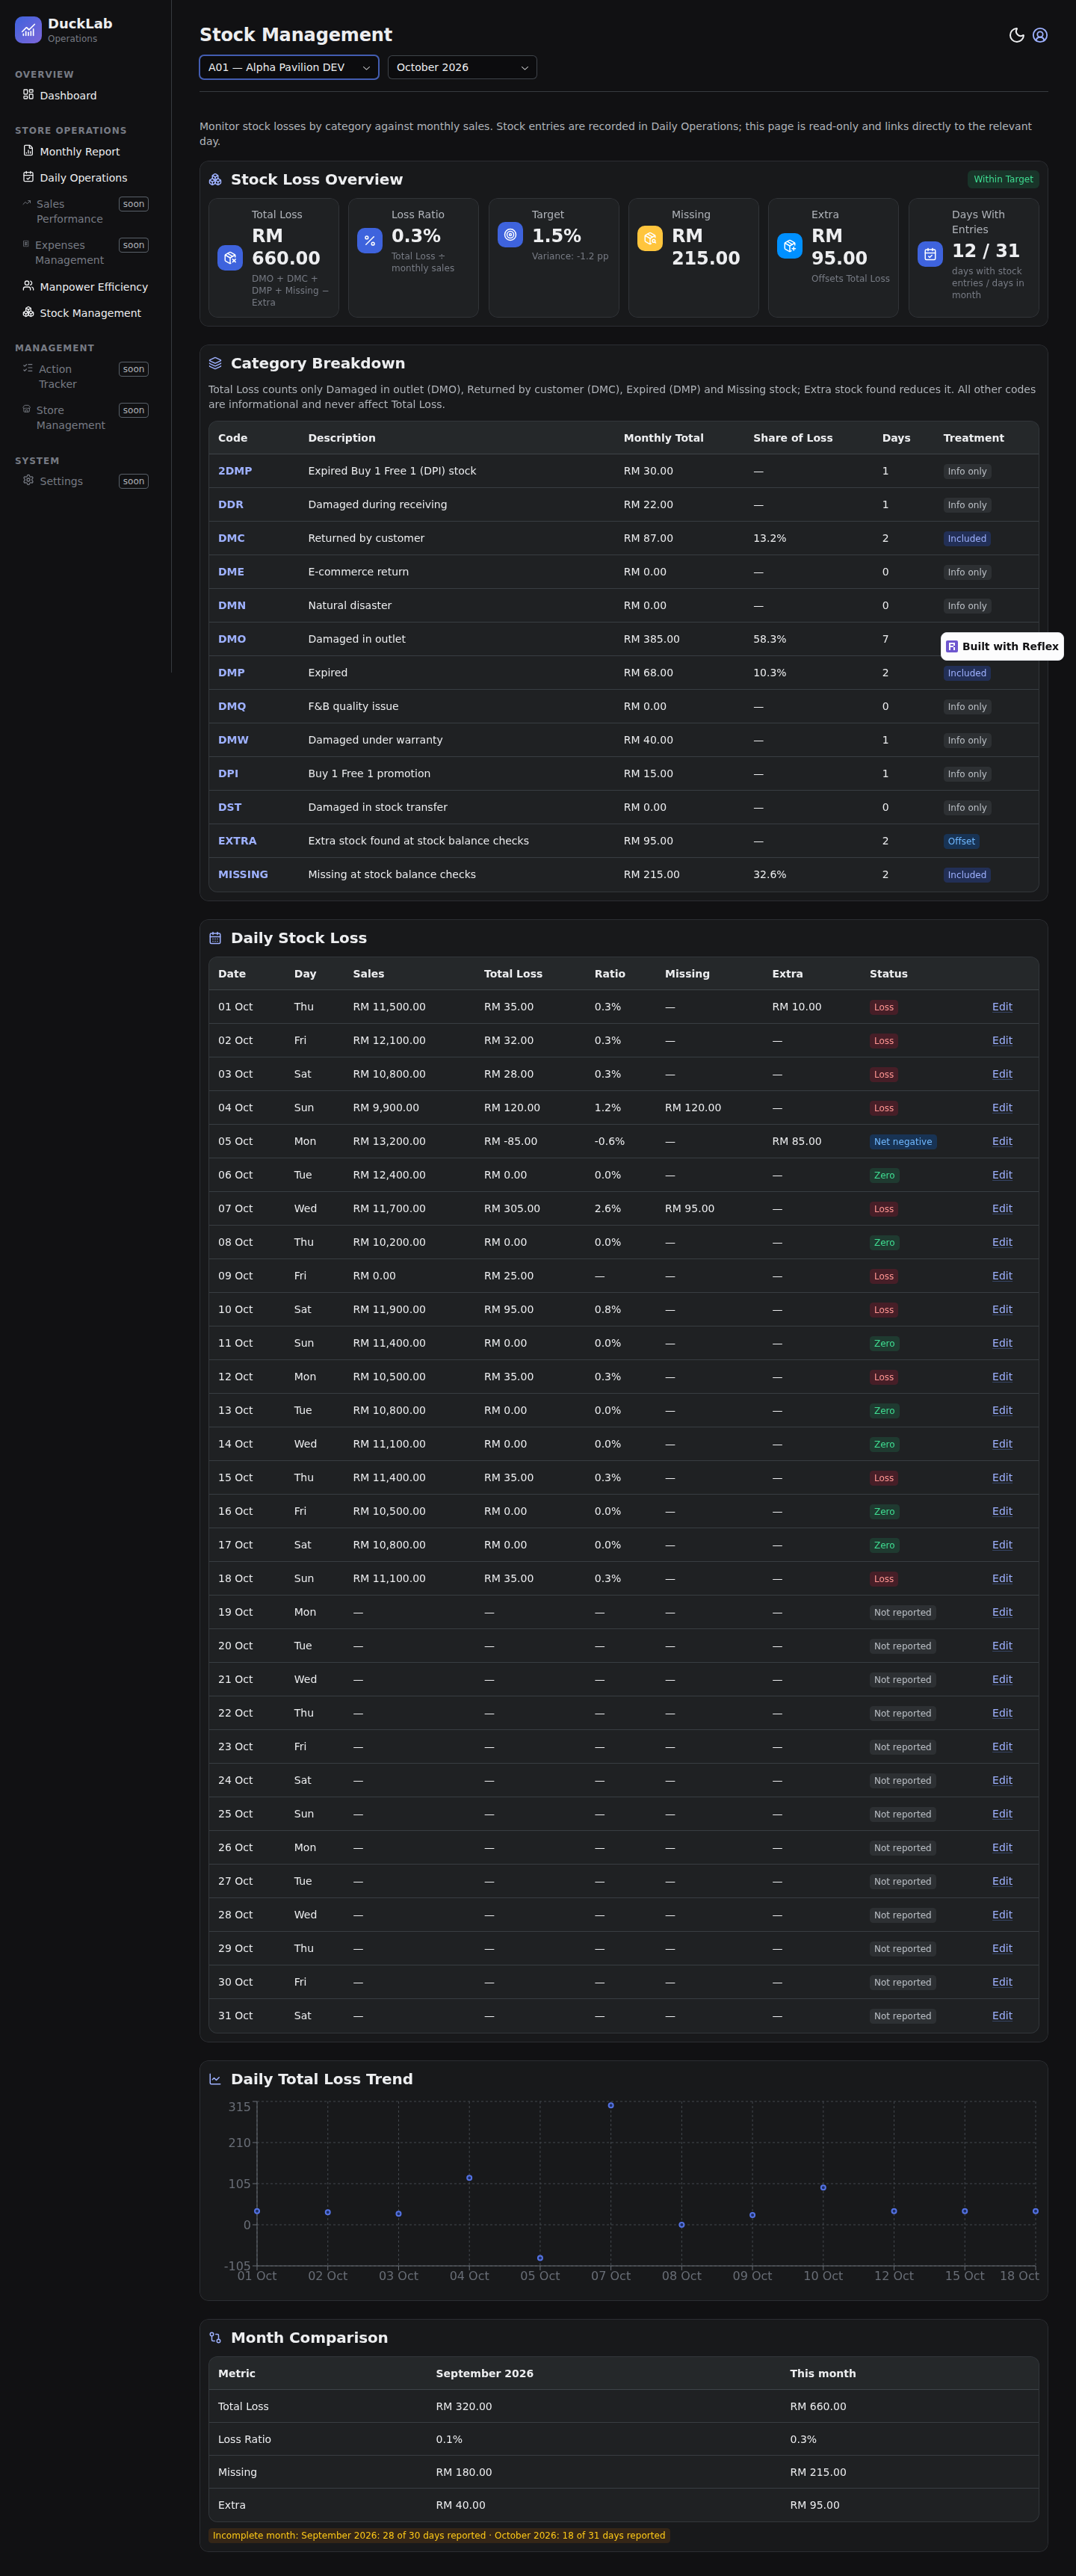 DuckLab
Operations
OVERVIEW
Dashboard
STORE OPERATIONS
Monthly Report
Daily Operations
Sales Performance soon
Expenses Management soon
Manpower Efficiency
Stock Management
MANAGEMENT
Action Tracker soon
Store Management soon
SYSTEM
Settings soon
Stock Management
A01 — Alpha Pavilion DEV October 2026
Monitor stock losses by category against monthly sales. Stock entries are recorded in Daily Operations; this page is read-only and links directly to the relevant
day.
Stock Loss Overview Within Target
Total Loss
RM
660.00
DMO + DMC +
DMP + Missing −
Extra
Loss Ratio
0.3%
Total Loss ÷
monthly sales
Target
1.5%
Variance: -1.2 pp
Missing
RM
215.00
Extra
RM
95.00
Offsets Total Loss
Days With
Entries
12 / 31
days with stock
entries / days in
month
Category Breakdown
Total Loss counts only Damaged in outlet (DMO), Returned by customer (DMC), Expired (DMP) and Missing stock; Extra stock found reduces it. All other codes
are informational and never affect Total Loss.
Code Description Monthly Total Share of Loss Days Treatment
2DMP Expired Buy 1 Free 1 (DPI) stock RM 30.00 — 1 Info only
DDR Damaged during receiving RM 22.00 — 1 Info only
DMC Returned by customer RM 87.00 13.2% 2 Included
DME E-commerce return RM 0.00 — 0 Info only
DMN Natural disaster RM 0.00 — 0 Info only
DMO Damaged in outlet RM 385.00 58.3% 7
Built with Reflex
DMP Expired RM 68.00 10.3% 2 Included
DMQ F&B quality issue RM 0.00 — 0 Info only
DMW Damaged under warranty RM 40.00 — 1 Info only
DPI Buy 1 Free 1 promotion RM 15.00 — 1 Info only
DST Damaged in stock transfer RM 0.00 — 0 Info only
EXTRA Extra stock found at stock balance checks RM 95.00 — 2 Offset
MISSING Missing at stock balance checks RM 215.00 32.6% 2 Included
Daily Stock Loss
Date Day Sales Total Loss Ratio Missing Extra Status
01 Oct Thu RM 11,500.00 RM 35.00 0.3% — RM 10.00 Loss Edit
02 Oct Fri RM 12,100.00 RM 32.00 0.3% — — Loss Edit
03 Oct Sat RM 10,800.00 RM 28.00 0.3% — — Loss Edit
04 Oct Sun RM 9,900.00 RM 120.00 1.2% RM 120.00 — Loss Edit
05 Oct Mon RM 13,200.00 RM -85.00 -0.6% — RM 85.00 Net negative Edit
06 Oct Tue RM 12,400.00 RM 0.00 0.0% — — Zero Edit
07 Oct Wed RM 11,700.00 RM 305.00 2.6% RM 95.00 — Loss Edit
08 Oct Thu RM 10,200.00 RM 0.00 0.0% — — Zero Edit
09 Oct Fri RM 0.00 RM 25.00 — — — Loss Edit
10 Oct Sat RM 11,900.00 RM 95.00 0.8% — — Loss Edit
11 Oct Sun RM 11,400.00 RM 0.00 0.0% — — Zero Edit
12 Oct Mon RM 10,500.00 RM 35.00 0.3% — — Loss Edit
13 Oct Tue RM 10,800.00 RM 0.00 0.0% — — Zero Edit
14 Oct Wed RM 11,100.00 RM 0.00 0.0% — — Zero Edit
15 Oct Thu RM 11,400.00 RM 35.00 0.3% — — Loss Edit
16 Oct Fri RM 10,500.00 RM 0.00 0.0% — — Zero Edit
17 Oct Sat RM 10,800.00 RM 0.00 0.0% — — Zero Edit
18 Oct Sun RM 11,100.00 RM 35.00 0.3% — — Loss Edit
19 Oct Mon — — — — — Not reported Edit
20 Oct Tue — — — — — Not reported Edit
21 Oct Wed — — — — — Not reported Edit
22 Oct Thu — — — — — Not reported Edit
23 Oct Fri — — — — — Not reported Edit
24 Oct Sat — — — — — Not reported Edit
25 Oct Sun — — — — — Not reported Edit
26 Oct Mon — — — — — Not reported Edit
27 Oct Tue — — — — — Not reported Edit
28 Oct Wed — — — — — Not reported Edit
29 Oct Thu — — — — — Not reported Edit
30 Oct Fri — — — — — Not reported Edit
31 Oct Sat — — — — — Not reported Edit
Daily Total Loss Trend
315
210
105
0
-105
01 Oct 02 Oct 03 Oct 04 Oct 05 Oct 07 Oct 08 Oct 09 Oct 10 Oct 12 Oct 15 Oct 18 Oct
Month Comparison
Metric September 2026 This month
Total Loss RM 320.00 RM 660.00
Loss Ratio 0.1% 0.3%
Missing RM 180.00 RM 215.00
Extra RM 40.00 RM 95.00
Incomplete month: September 2026: 28 of 30 days reported · October 2026: 18 of 31 days reported